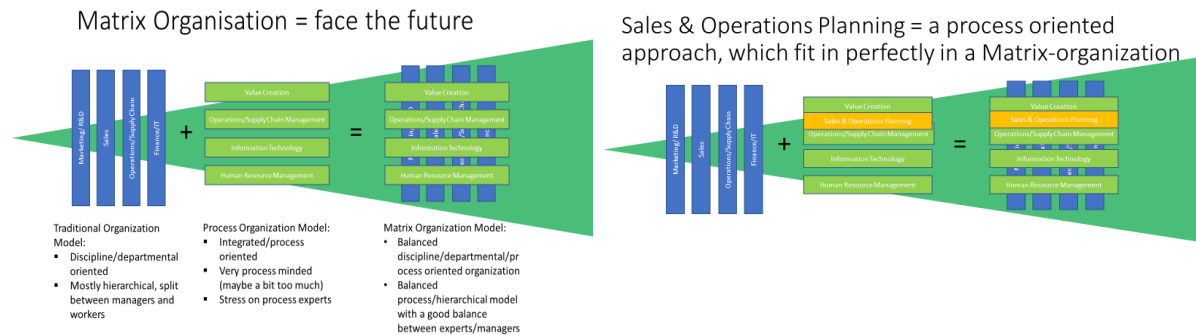 Matrix Organisation = face the future
Marketing/ R&D
Sales
Operations/Supply Chain
Finance/IT
+
Value Creation
Operations/Supply Chain Management
Information Technology
Human Resource Management
=
Value Creation
Operations/Supply Chain Management
Information Technology
Human Resource Management
Traditional Organization
Model:
▪ Discipline/departmental
oriented
▪ Mostly hierarchical, split
between managers and
workers
Process Organization Model:
▪ Integrated/process
oriented
▪ Very process minded
(maybe a bit too much)
▪ Stress on process experts
Matrix Organization Model:
• Balanced
discipline/departmental/pr
ocess oriented organization
• Balanced
process/hierarchical model
with a good balance
between experts/managers
Sales & Operations Planning = a process oriented
approach, which fit in perfectly in a Matrix-organization
Marketing/ R&D
Sales
Operations/Supply Chain
Finance/IT
+
Value Creation
Sales & Operations Planning
Operations/Supply Chain Management
Information Technology
Human Resource Management
=
Value Creation
Sales & Operations Planning
Operations/Supply Chain Management
Information Technology
Human Resource Management